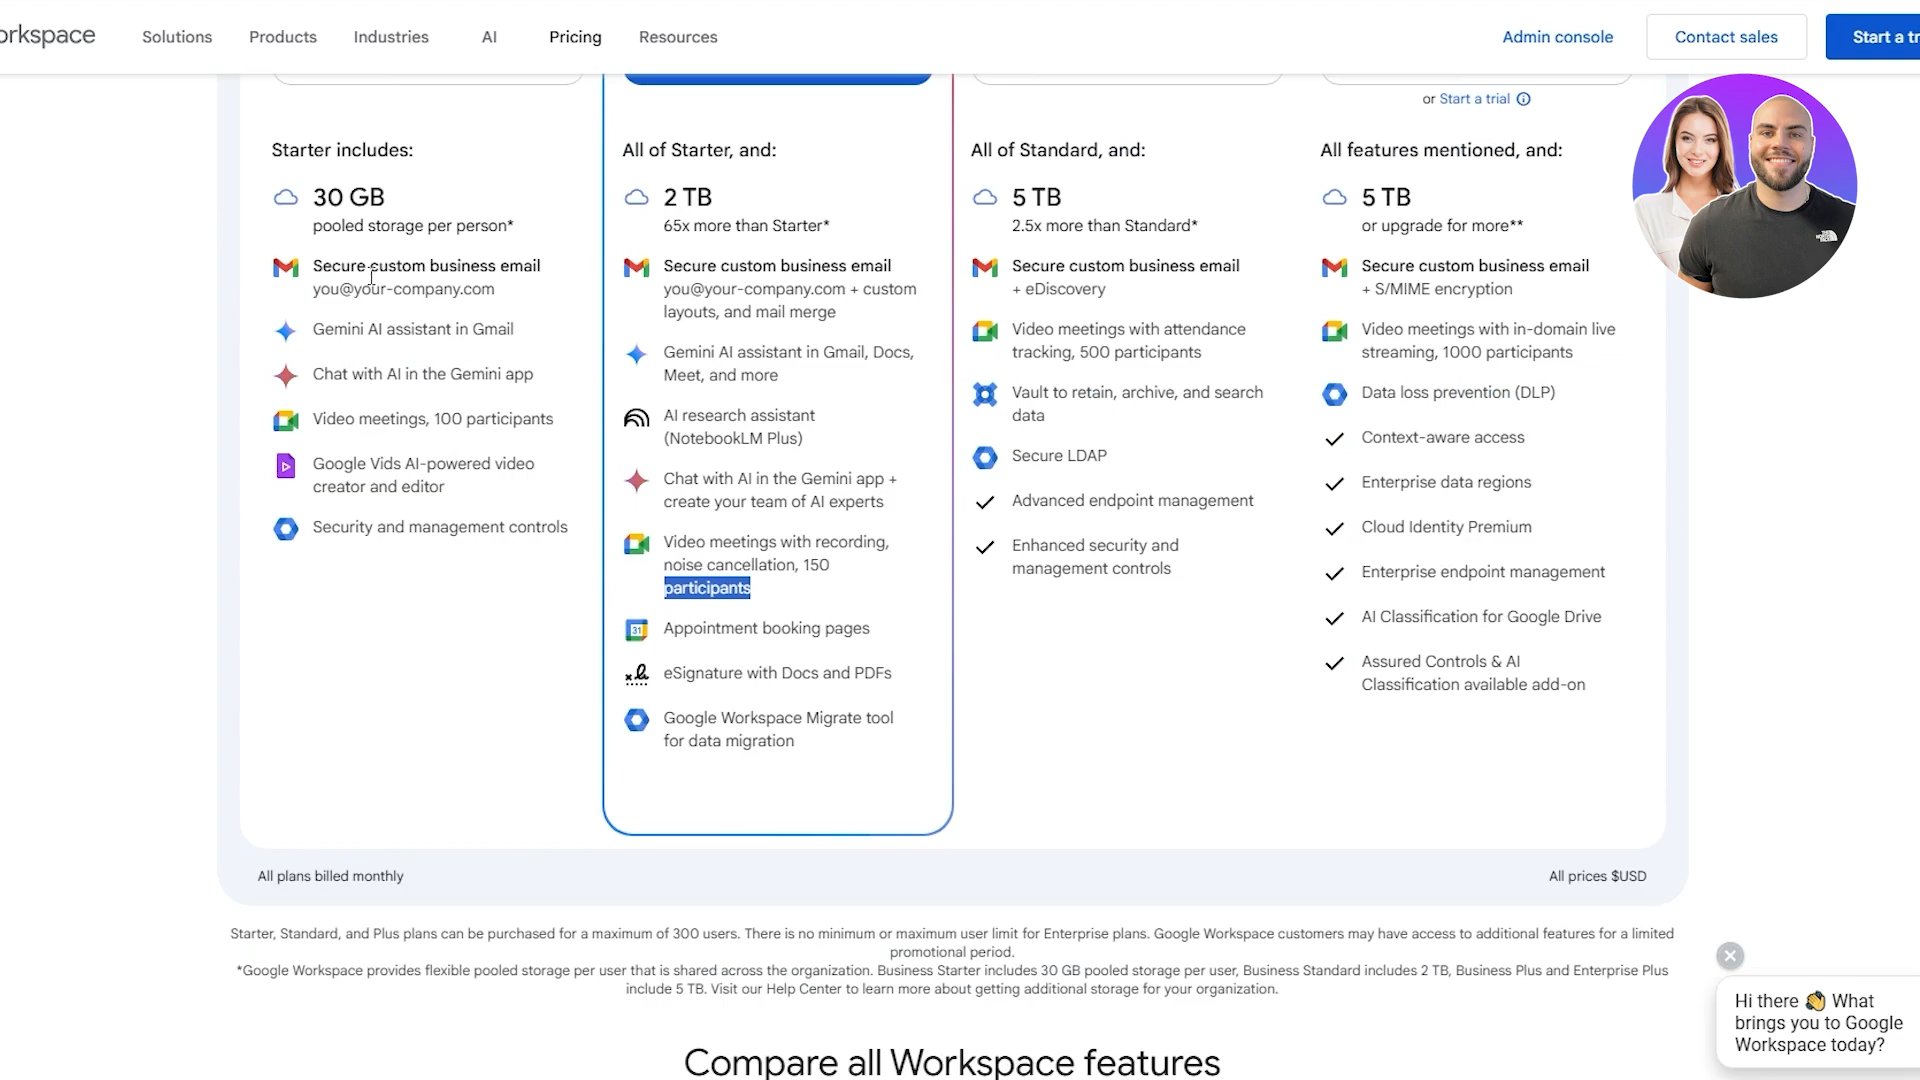 orkspace
Solutions
Products
Industries
AI
Pricing
Resources
Admin console
Contact sales
Start a tr
or Start a trial
Starter includes:
30 GB
pooled storage per person*
Secure custom business email
you@your-company.com
Gemini AI assistant in Gmail
Chat with AI in the Gemini app
Video meetings, 100 participants
Google Vids AI-powered video
creator and editor
Security and management controls
All of Starter, and:
2 TB
65x more than Starter*
Secure custom business email
you@your-company.com + custom
layouts, and mail merge
Gemini AI assistant in Gmail, Docs,
Meet, and more
AI research assistant
(NotebookLM Plus)
Chat with AI in the Gemini app +
create your team of AI experts
Video meetings with recording,
noise cancellation, 150
participants
31
Appointment booking pages
eSignature with Docs and PDFs
Google Workspace Migrate tool
for data migration
All of Standard, and:
5 TB
2.5x more than Standard*
Secure custom business email
+ eDiscovery
Video meetings with attendance
tracking, 500 participants
Vault to retain, archive, and search
data
Secure LDAP
Advanced endpoint management
Enhanced security and
management controls
All features mentioned, and:
5 TB
or upgrade for more**
Secure custom business email
+ S/MIME encryption
Video meetings with in-domain live
streaming, 1000 participants
Data loss prevention (DLP)
Context-aware access
Enterprise data regions
Cloud Identity Premium
Enterprise endpoint management
AI Classification for Google Drive
Assured Controls & AI
Classification available add-on
THE NORTH FACE
All plans billed monthly
All prices $USD
Starter, Standard, and Plus plans can be purchased for a maximum of 300 users. There is no minimum or maximum user limit for Enterprise plans. Google Workspace customers may have access to additional features for a limited
promotional period.
*Google Workspace provides flexible pooled storage per user that is shared across the organization. Business Starter includes 30 GB pooled storage per user, Business Standard includes 2 TB, Business Plus and Enterprise Plus
include 5 TB. Visit our Help Center to learn more about getting additional storage for your organization.
Compare all Workspace features
Hi there 👋 What
brings you to Google
Workspace today?